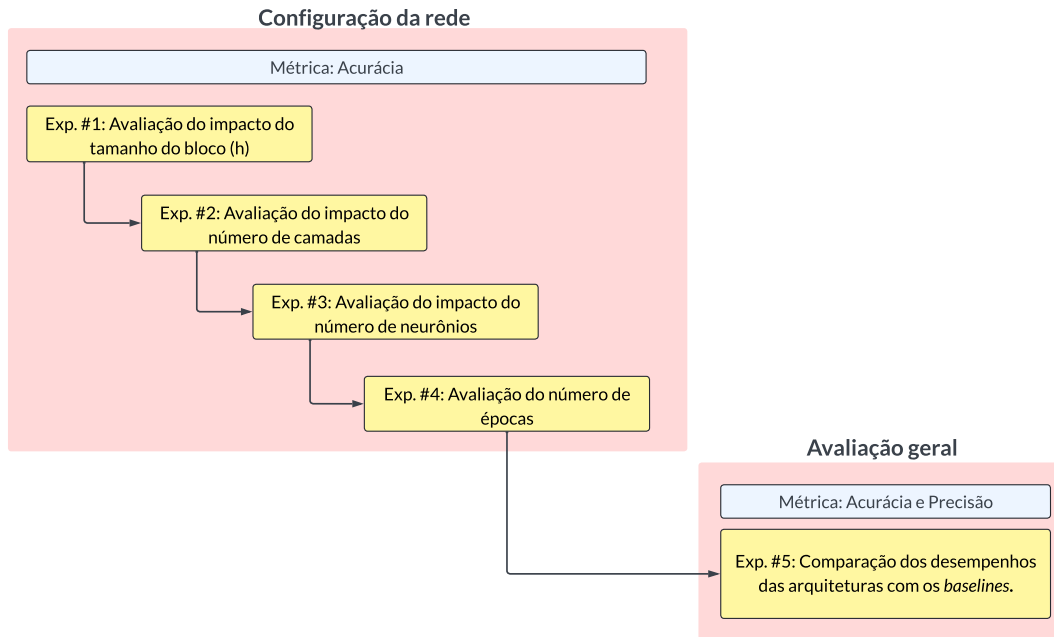 Configuração da rede
Métrica: Acurácia
Exp. #1: Avaliação do impacto do
tamanho do bloco (h)
Exp. #2: Avaliação do impacto do
número de camadas
Exp. #3: Avaliação do impacto do
número de neurônios
Exp. #4: Avaliação do número de
épocas
Avaliação geral
Métrica: Acurácia e Precisão
Exp. #5: Comparação dos desempenhos
das arquiteturas com os baselines.